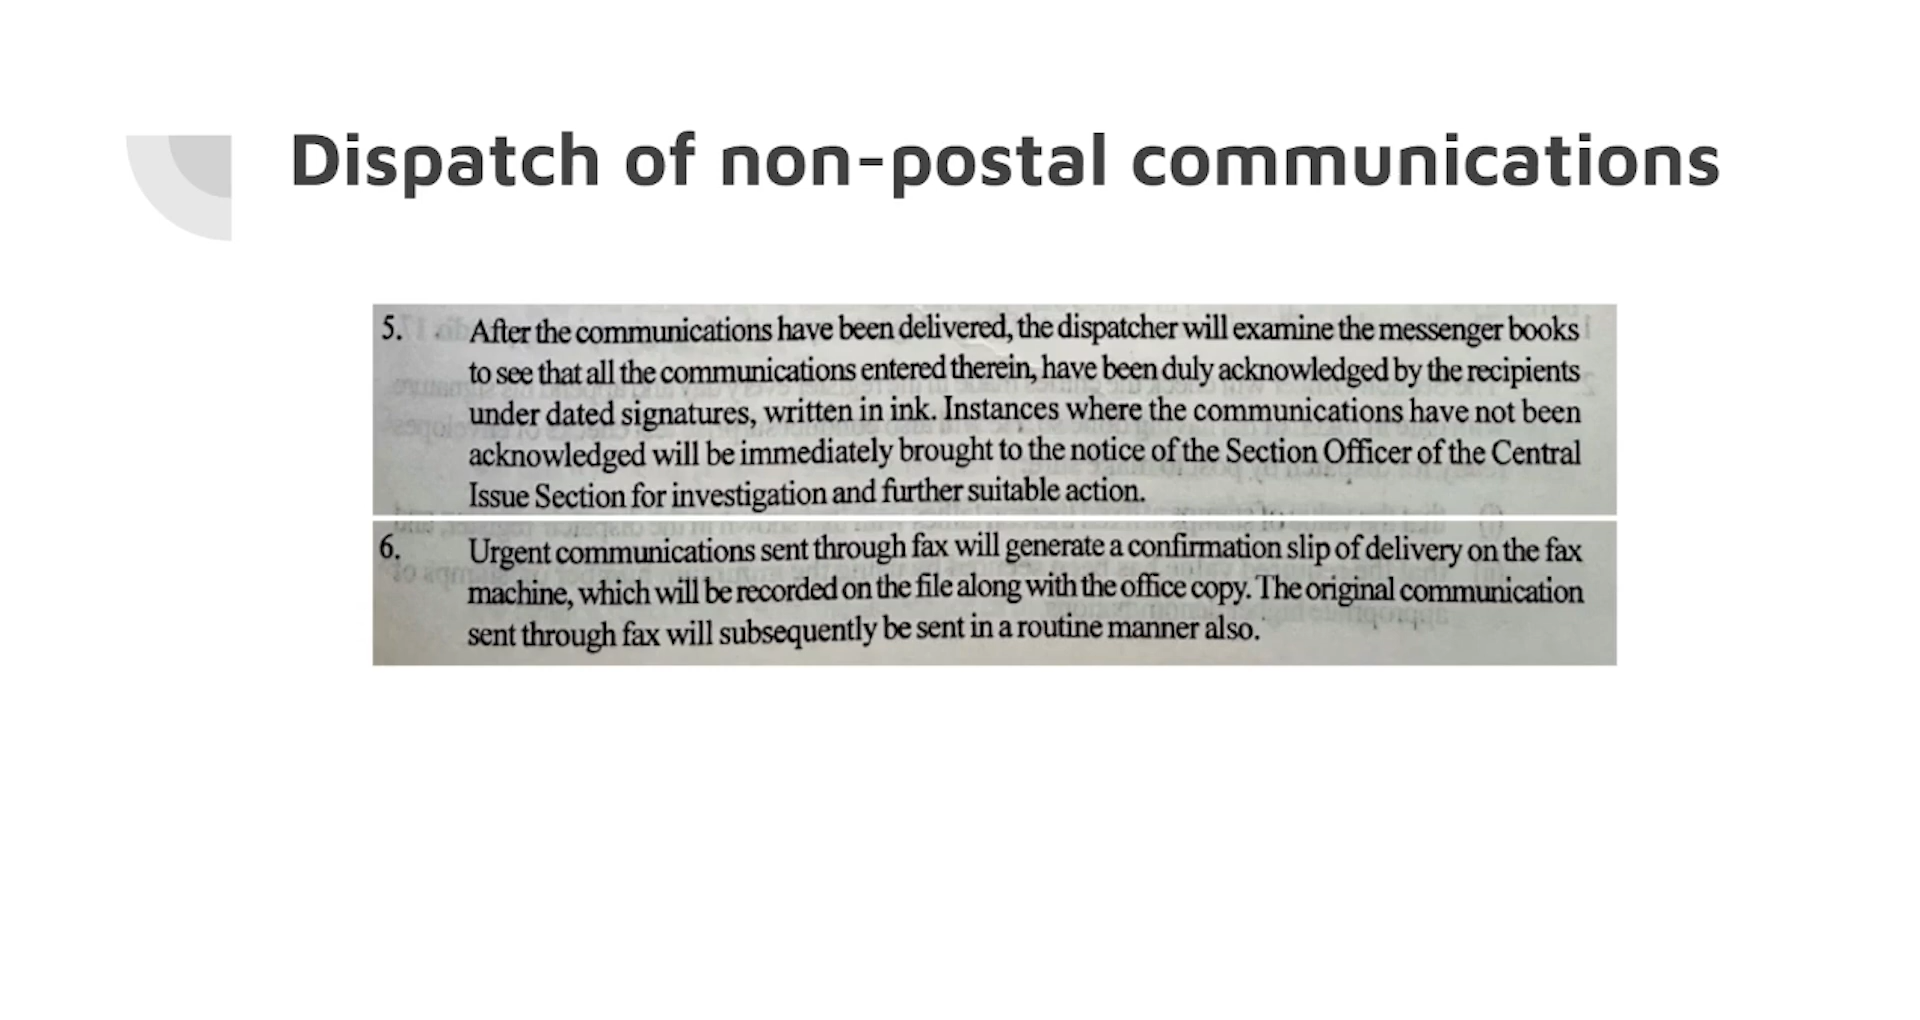 Dispatch of non-postal communications
5. After the communications have been delivered, the dispatcher will examine the messenger books
to see that all the communications entered therein, have been duly acknowledged by the recipients
under dated signatures, written in ink. Instances where the communications have not been
acknowledged will be immediately brought to the notice of the Section Officer of the Central
Issue Section for investigation and further suitable action.
6. Urgent communications sent through fax will generate a confirmation slip of delivery on the fax
machine, which will be recorded on the file along with the office copy. The original communication
sent through fax will subsequently be sent in a routine manner also.